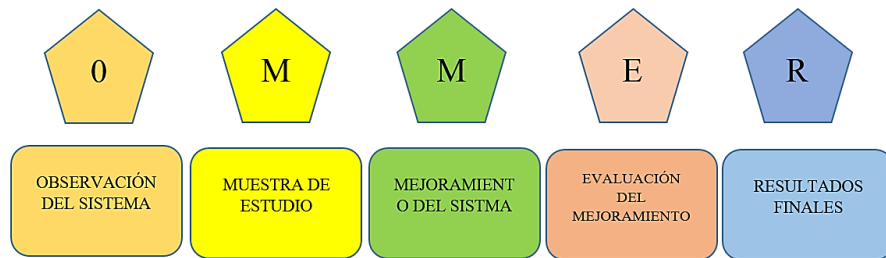 0
M
M
E
R
OBSERVACIÓN
DEL SISTEMA
MUESTRA DE
ESTUDIO
MEJORAMIENT
O DEL SISTMA
EVALUACIÓN
DEL
MEJORAMIENTO
RESULTADOS
FINALES